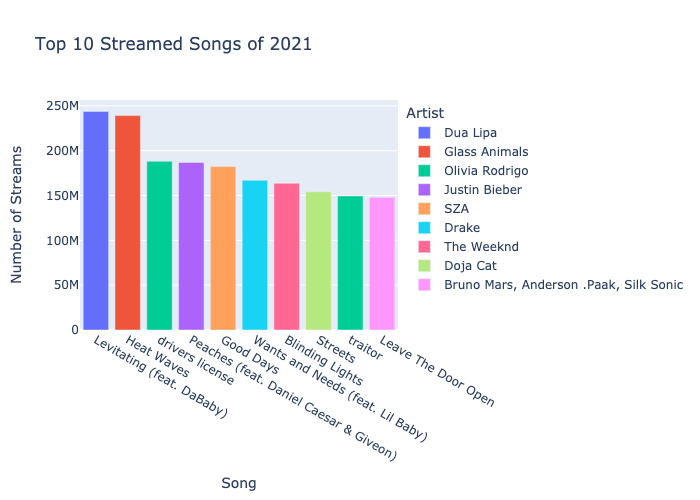 Top 10 Streamed Songs of 2021
Number of Streams
250M
200M
150M
100M
50M
0
Levitating (feat. DaBaby)
Heat Waves
drivers license
Peaches (feat. Daniel Caesar & Giveon)
Good Days
Wants and Needs (feat. Lil Baby)
Blinding Lights
Streets
traitor
Leave The Door Open
Song
Artist
Dua Lipa
Glass Animals
Olivia Rodrigo
Justin Bieber
SZA
Drake
The Weeknd
Doja Cat
Bruno Mars, Anderson .Paak, Silk Sonic